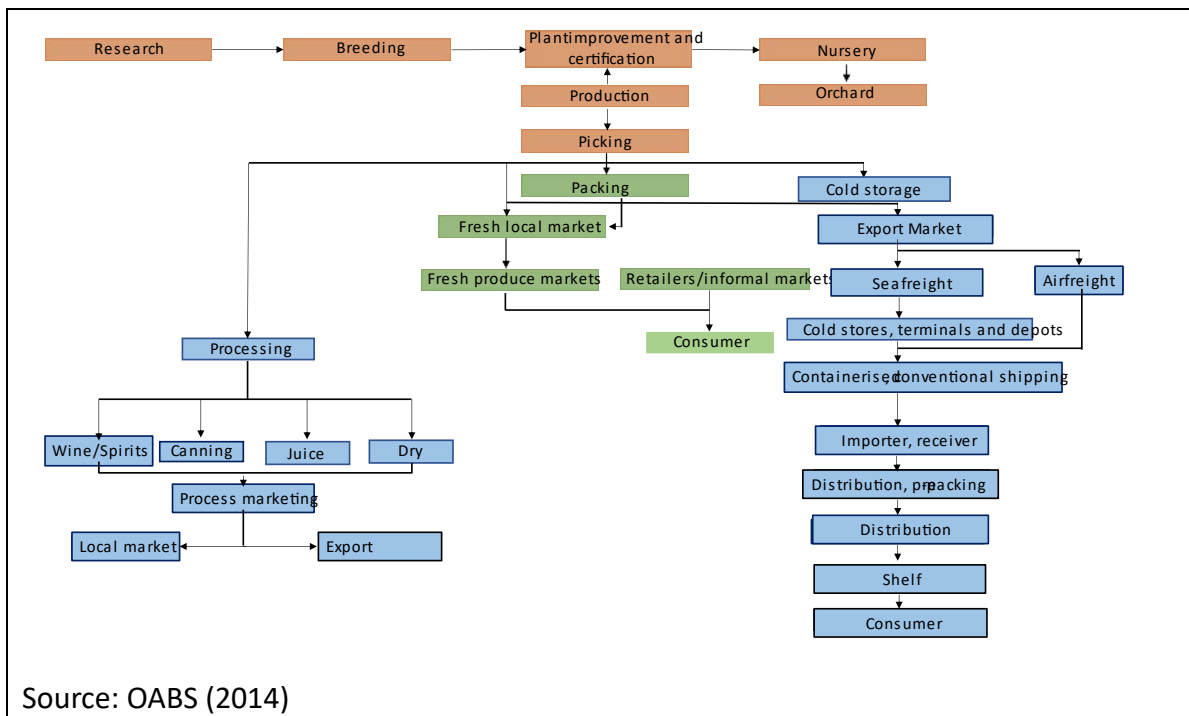 Research
Breeding
Plantimprovement and
certification
Nursery
Orchard
Production
Picking
Packing
Cold storage
Fresh local market
Export Market
Fresh produce markets
Retailers/informal markets
Seafreight
Airfreight
Cold stores, terminals and depots
Consumer
Processing
Containerised, conventional shipping
Wine/Spirits
Canning
Juice
Dry
Importer, receiver
Process marketing
Distribution, pre-packing
Distribution
Local market
Export
Shelf
Consumer
Source: OABS (2014)